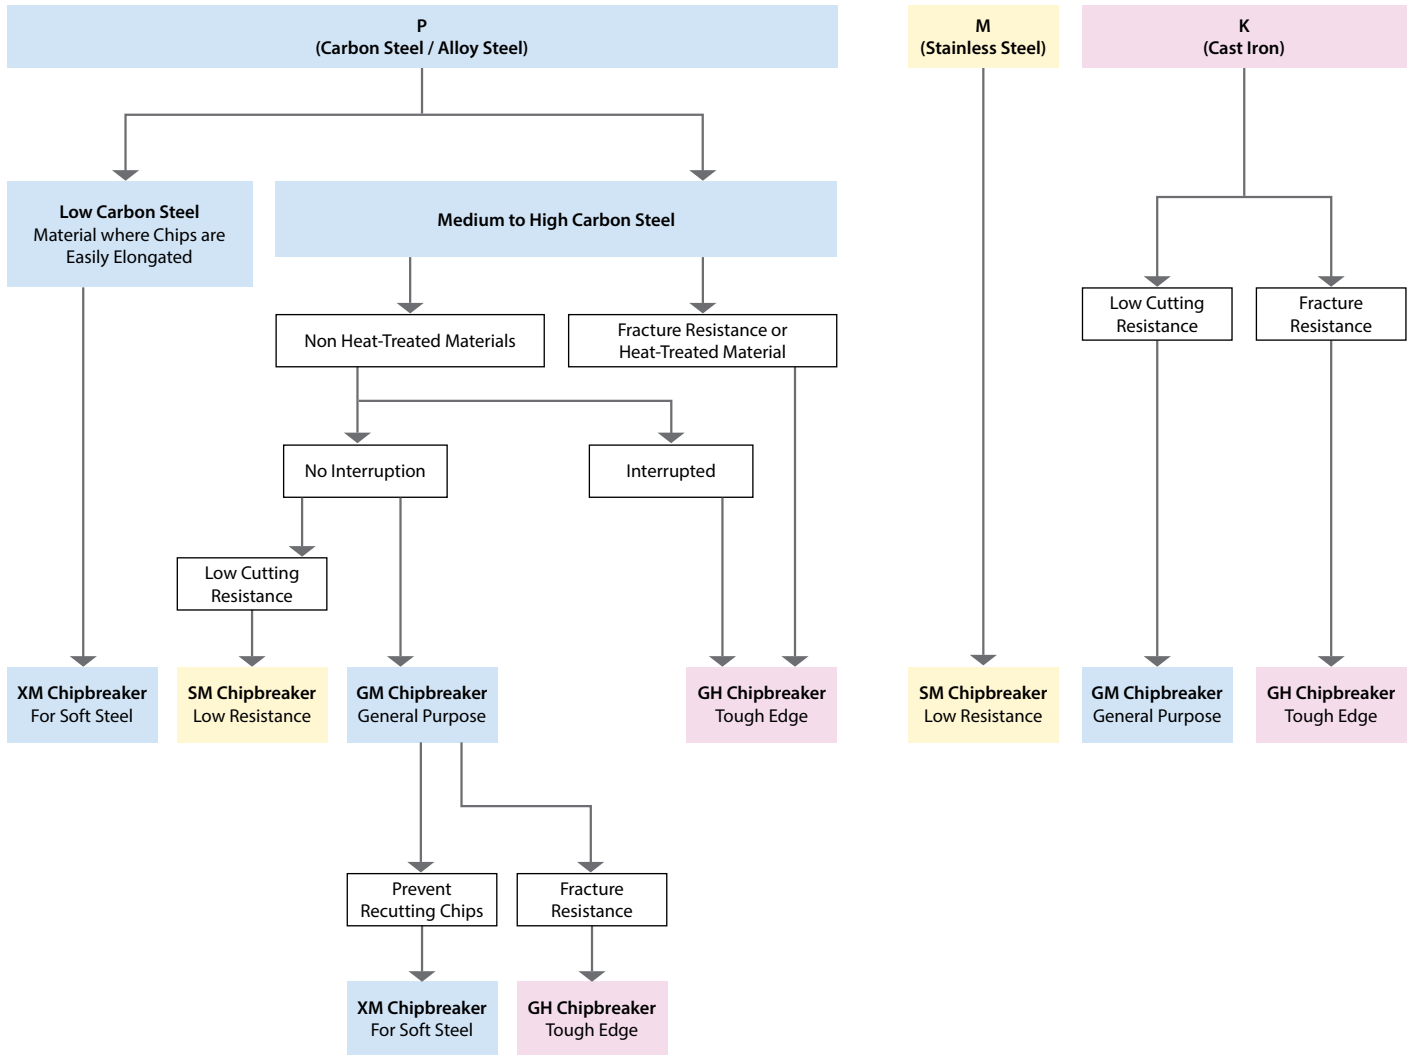 P
(Carbon Steel / Alloy Steel)
M
(Stainless Steel)
K
(Cast Iron)
Low Carbon Steel
Material where Chips are
Easily Elongated
Medium to High Carbon Steel
Low Cutting
Resistance
Fracture
Resistance
Non Heat-Treated Materials
Fracture Resistance or
Heat-Treated Material
No Interruption
Interrupted
Low Cutting
Resistance
XM Chipbreaker
For Soft Steel
SM Chipbreaker
Low Resistance
GM Chipbreaker
General Purpose
GH Chipbreaker
Tough Edge
SM Chipbreaker
Low Resistance
GM Chipbreaker
General Purpose
GH Chipbreaker
Tough Edge
Prevent
Recutting Chips
Fracture
Resistance
XM Chipbreaker
For Soft Steel
GH Chipbreaker
Tough Edge